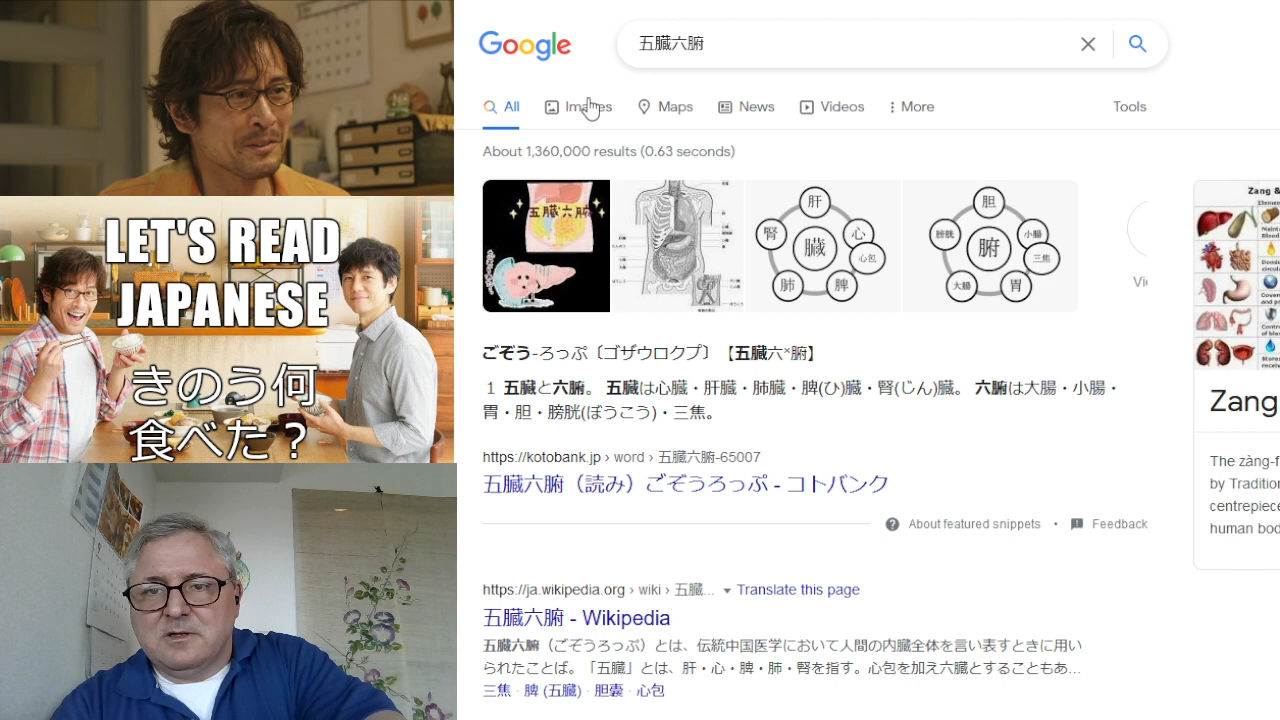 LET'S READ
JAPANESE
きのう何
食べた？
Google
五臓六腑
All
Images
Maps
News
Videos
More
Tools
About 1,360,000 results (0.63 seconds)
五臓六腑
肝
腎
心
臓
心包
肺
脾
胆
膀胱
小腸
腑
三焦
大腸
胃
Vi
Zang &
ごぞう‐ろっぷ〔ゴザウロクプ〕【五臓六×腑】
１ 五臓と六腑。 五臓は心臓・肝臓・肺臓・脾(ひ)臓・腎(じん)臓。 六腑は大腸・小腸・
胃・胆・膀胱(ぼうこう)・三焦。
https://kotobank.jp › word › 五臓六腑-65007
五臓六腑（読み）ごぞうろっぷ - コトバンク
About featured snippets • Feedback
https://ja.wikipedia.org › wiki › 五臓... Translate this page
五臓六腑 - Wikipedia
五臓六腑（ごぞうろっぷ）とは、伝統中国医学において人間の内臓全体を言い表すときに用い
られたことば。「五臓」とは、肝・心・脾・肺・腎を指す。心包を加え六臓とすることもあ...
三焦 · 脾 (五臓) · 胆嚢 · 心包
Zang
The zàng-f
by Traditio
centrepiece
human bod